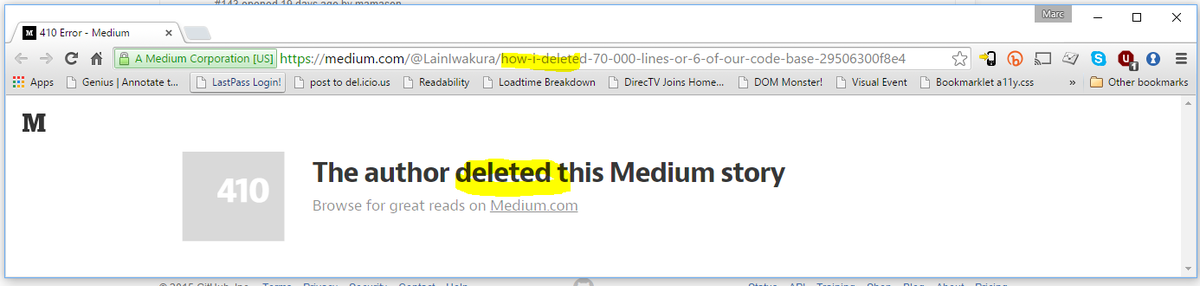 #143 opened 19 days ago by mamason
Marc
M 410 Error - Medium
A Medium Corporation [US] https://medium.com/@LainIwakura/how-i-deleted-70-000-lines-or-6-of-our-code-base-29506300f8e4
Apps Genius | Annotate t... LastPass Login! post to del.icio.us Readability Loadtime Breakdown DirecTV Joins Home... DOM Monster! Visual Event Bookmarklet a11y.css » Other bookmarks
M
410
The author deleted this Medium story
Browse for great reads on Medium.com
© 2015 GitHub, Inc. Terms Privacy Security Contact Help
Status API Training Shop Blog About Pricing